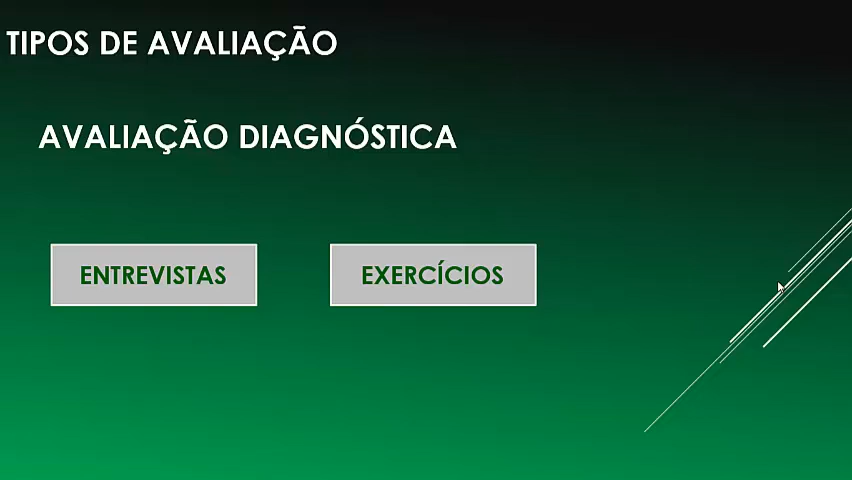 TIPOS DE AVALIAÇÃO
AVALIAÇÃO DIAGNÓSTICA
ENTREVISTAS
EXERCÍCIOS